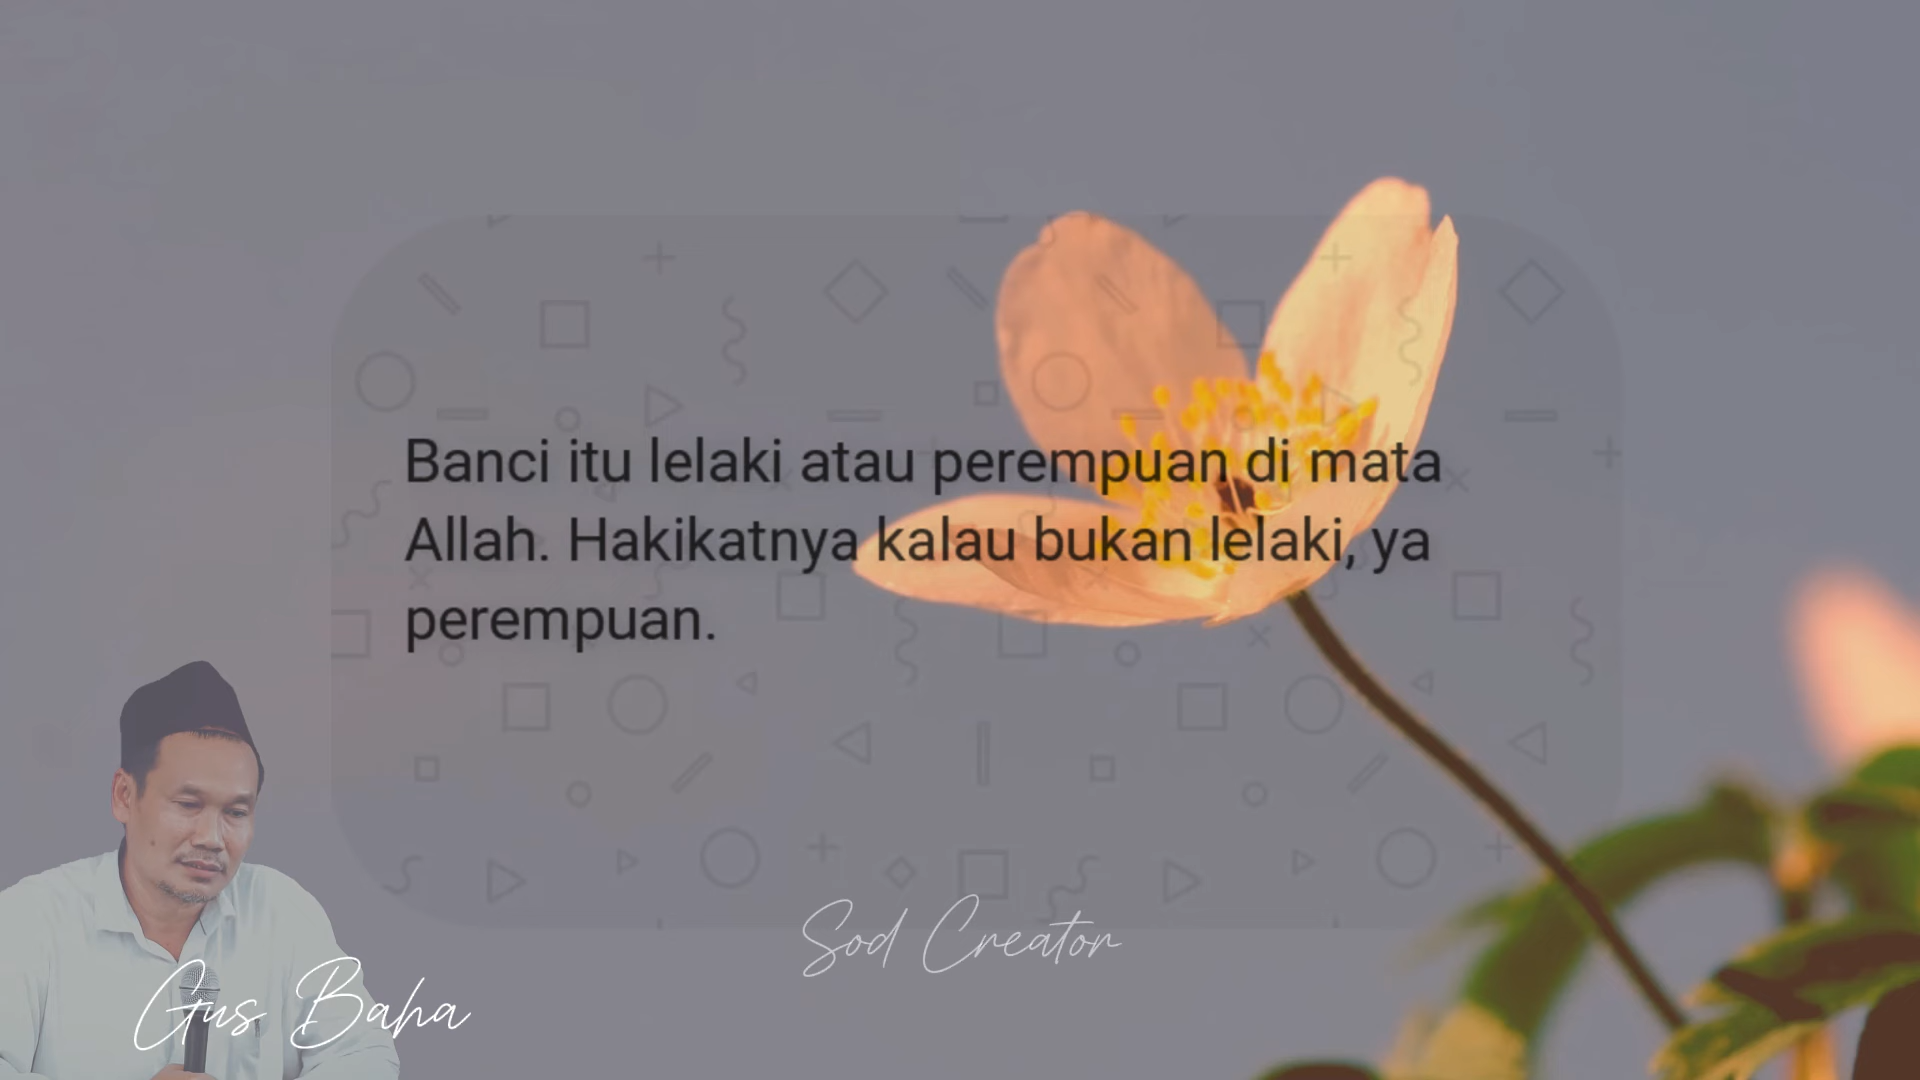 Banci itu lelaki atau perempuan di mata
Allah. Hakikatnya kalau bukan lelaki, ya
perempuan.
Sod Creator
Gus Baha